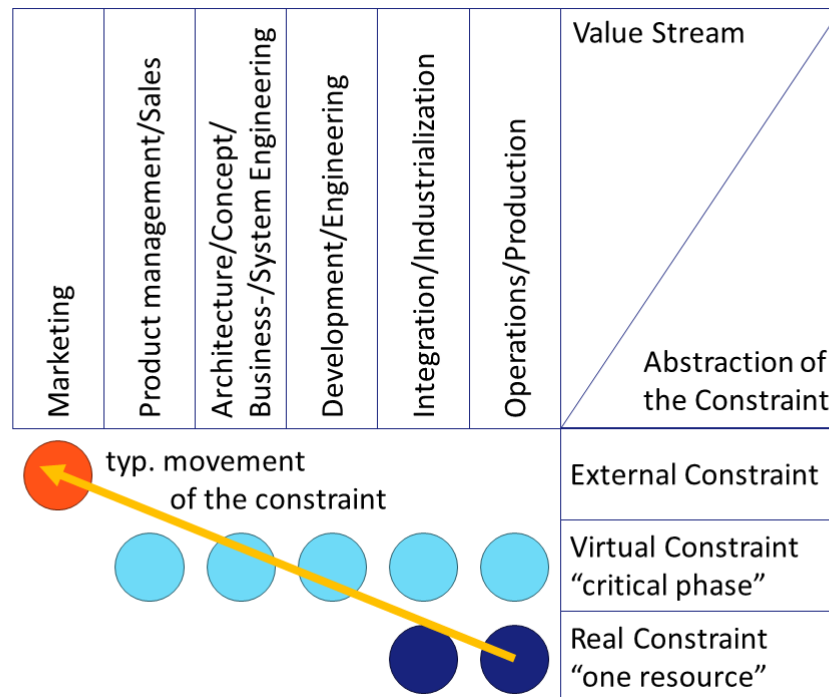 Marketing
Product management/Sales
Architecture/Concept/
Business-/System Engineering
Development/Engineering
Integration/Industrialization
Operations/Production
Value Stream
Abstraction of
the Constraint
typ. movement
of the constraint
External Constraint
Virtual Constraint
“critical phase”
Real Constraint
“one resource”